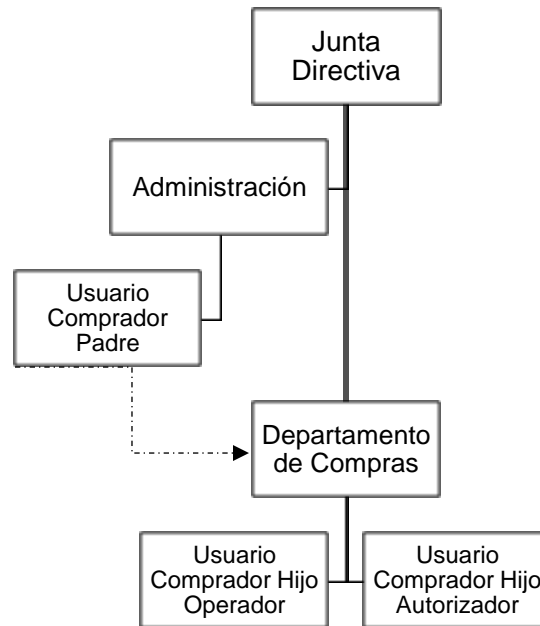 Junta
Directiva
Administración
Usuario
Comprador
Padre
Departamento
de Compras
Usuario
Comprador Hijo
Operador
Usuario
Comprador Hijo
Autorizador